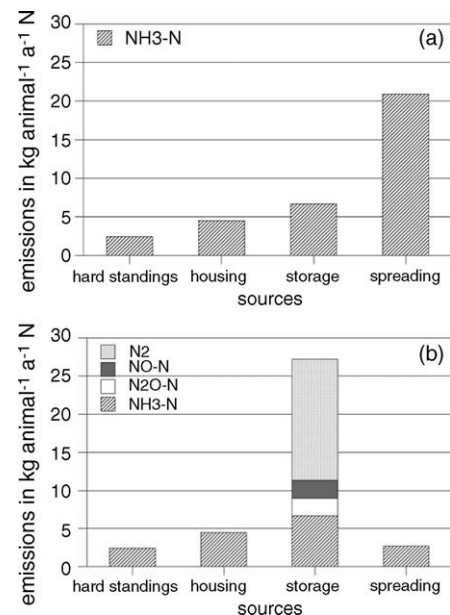 NH3-N
(a)
emissions in kg animal-1 a-1 N
30
25
20
15
10
5
0
hard standings housing storage spreading
sources
(b)
N2
NO-N
N2O-N
NH3-N
emissions in kg animal-1 a-1 N
30
25
20
15
10
5
0
hard standings housing storage spreading
sources